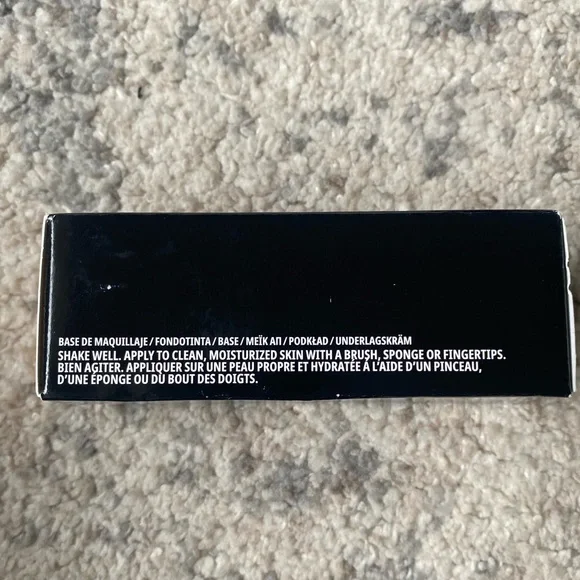 BASE DE MAQUILLAJE / FONDOTINTA / BASE / МЕЇК АП / PODKŁAD / UNDERLAGSKRÄM
SHAKE WELL. APPLY TO CLEAN, MOISTURIZED SKIN WITH A BRUSH, SPONGE OR FINGERTIPS.
BIEN AGITER. APPLIQUER SUR UNE PEAU PROPRE ET HYDRATÉE À L'AIDE D'UN PINCEAU,
D'UNE ÉPONGE OU DU BOUT DES DOIGTS.